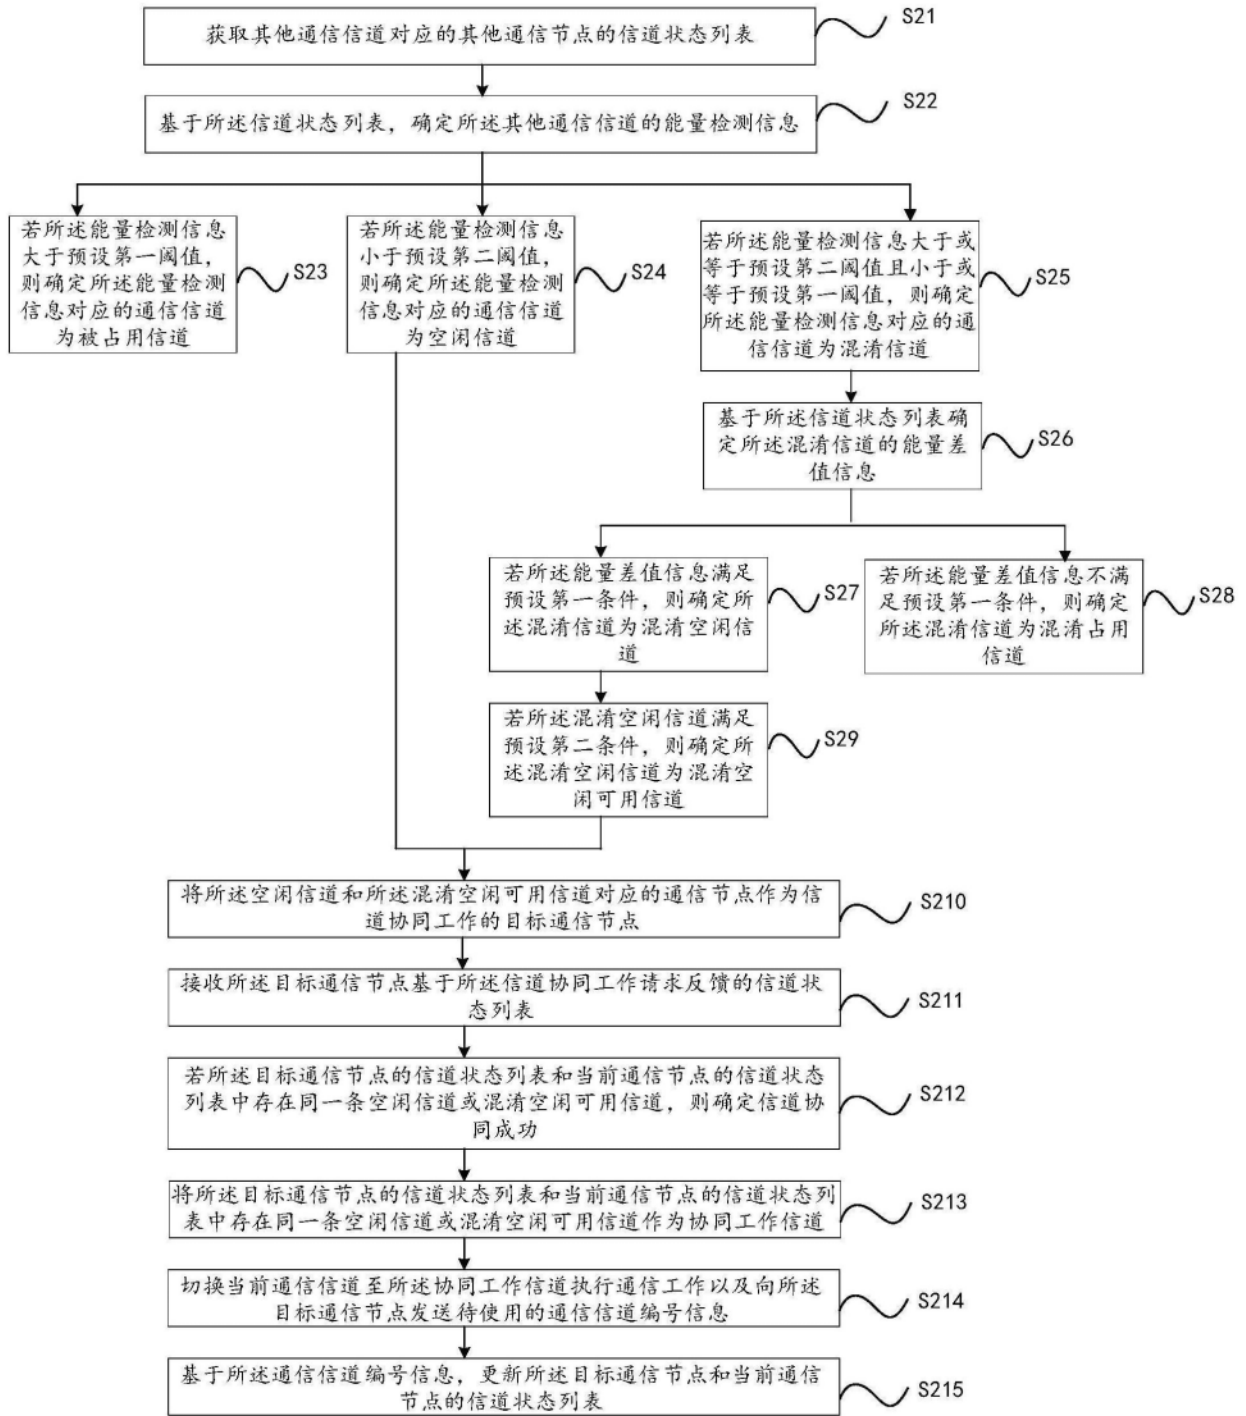 获取其他通信信道对应的其他通信节点的信道状态列表
S21
基于所述信道状态列表，确定所述其他通信信道的能量检测信息
S22
若所述能量检测信息
大于预设第一阈值，
则确定所述能量检测
信息对应的通信信道
为被占用信道
S23
若所述能量检测信息
小于预设第二阈值，
则确定所述能量检测
信息对应的通信信道
为空闲信道
S24
若所述能量检测信息大于或
等于预设第二阈值且小于或
等于预设第一阈值，则确定
所述能量检测信息对应的通
信信道为混淆信道
S25
基于所述信道状态列表确
定所述混淆信道的能量差
值信息
S26
若所述能量差值信息满足
预设第一条件，则确定所
述混淆信道为混淆空闲信
道
S27
若所述能量差值信息不满
足预设第一条件，则确定
所述混淆信道为混淆占用
信道
S28
若所述混淆空闲信道满足
预设第二条件，则确定所
述混淆空闲信道为混淆空
闲可用信道
S29
将所述空闲信道和所述混淆空闲可用信道对应的通信节点作为信
道协同工作的目标通信节点
S210
接收所述目标通信节点基于所述信道协同工作请求反馈的信道状
态列表
S211
若所述目标通信节点的信道状态列表和当前通信节点的信道状态
列表中存在同一条空闲信道或混淆空闲可用信道，则确定信道协
同成功
S212
将所述目标通信节点的信道状态列表和当前通信节点的信道状态列
表中存在同一条空闲信道或混淆空闲可用信道作为协同工作信道
S213
切换当前通信信道至所述协同工作信道执行通信工作以及向所述
目标通信节点发送待使用的通信信道编号信息
S214
基于所述通信信道编号信息，更新所述目标通信节点和当前通信
节点的信道状态列表
S215